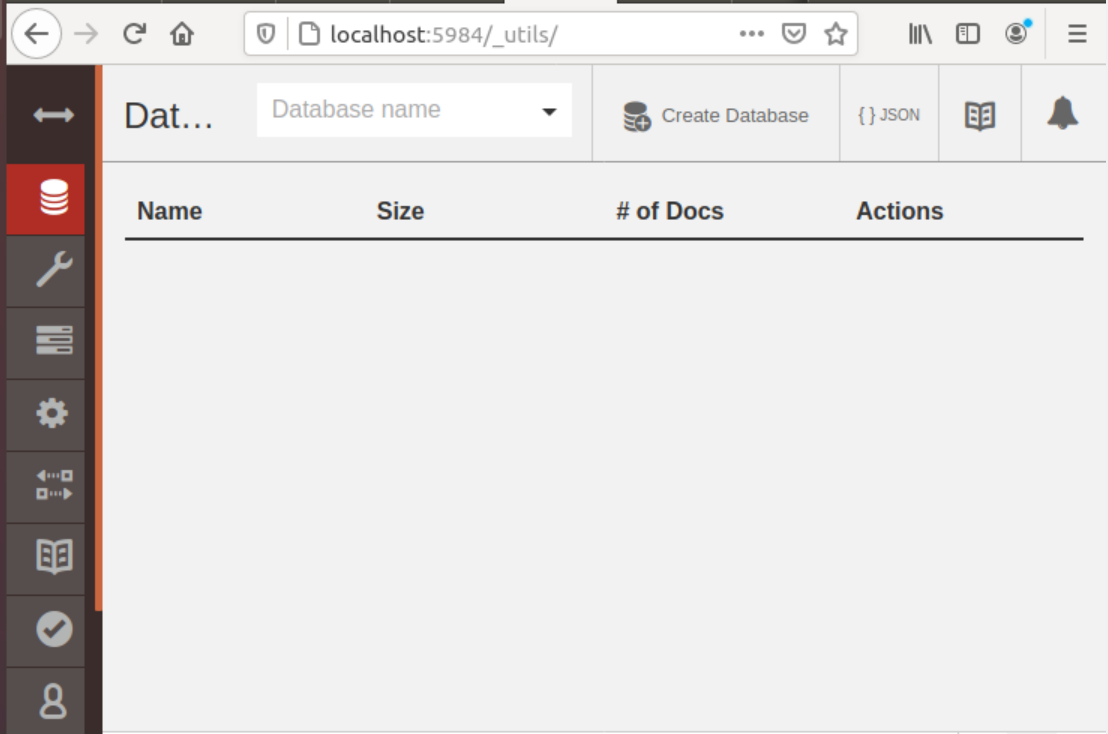 localhost:5984/_utils/
Dat...
Database name
Create Database
{ } JSON
Name Size # of Docs Actions